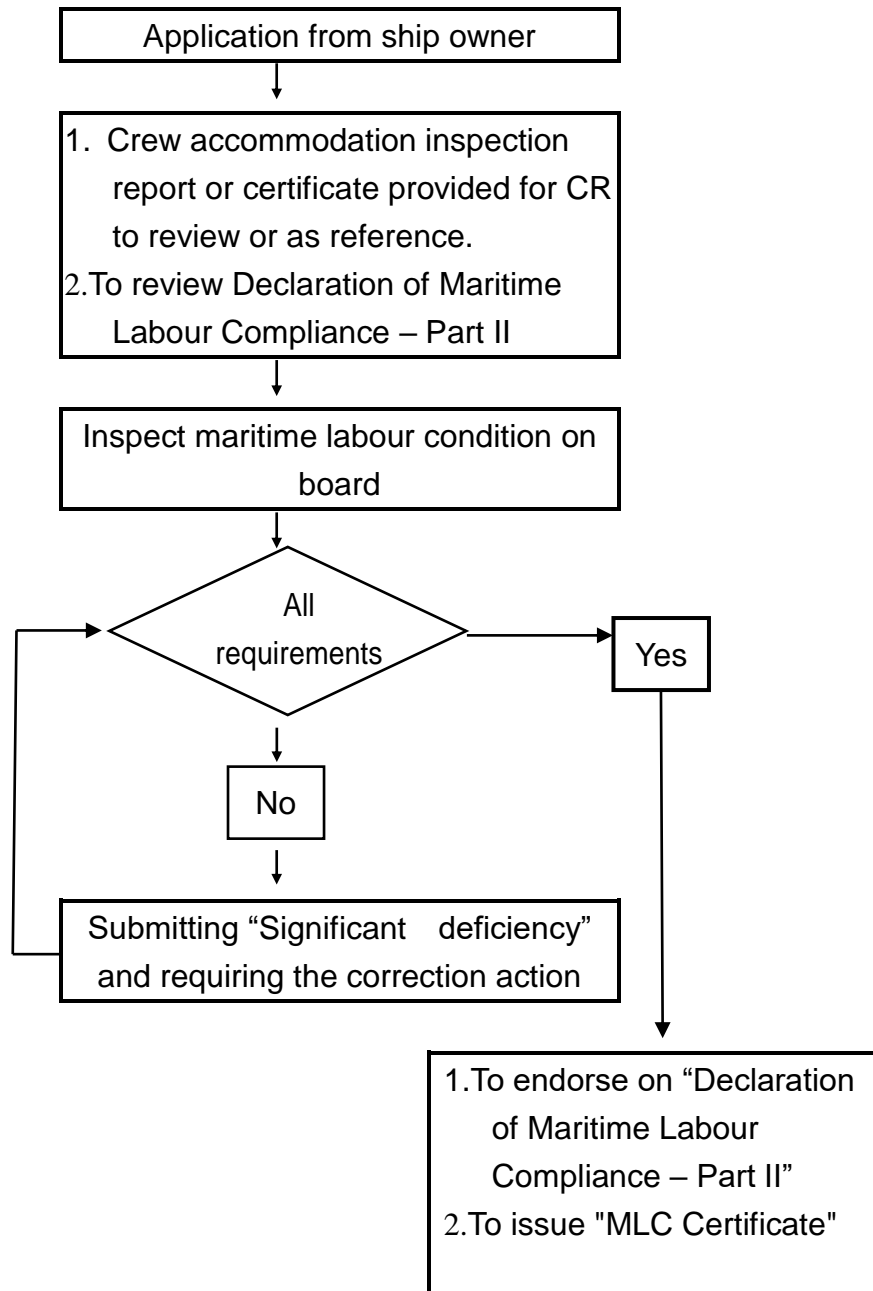 Application from ship owner
1. Crew accommodation inspection
report or certificate provided for CR
to review or as reference.
2.To review Declaration of Maritime
Labour Compliance – Part II
Inspect maritime labour condition on
board
All
requirements
Yes
No
Submitting “Significant deficiency”
and requiring the correction action
1.To endorse on “Declaration
of Maritime Labour
Compliance – Part II”
2.To issue "MLC Certificate"